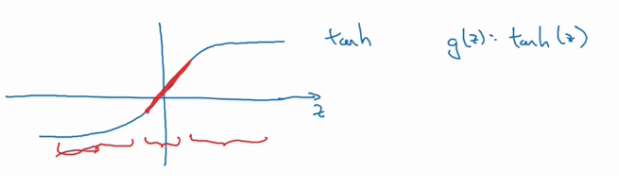 tanh
g(z) = tanh(z)
z